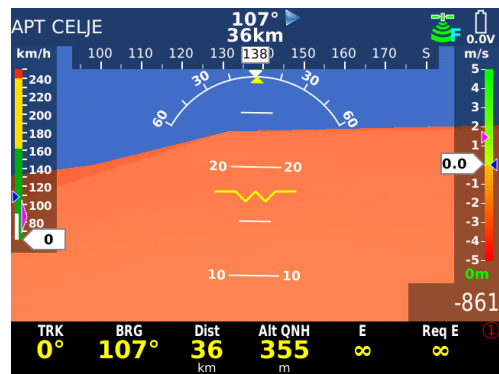 APT CELJE
107°
36km
F
0.0V
km/h
100 110 120 138 140 150 160 170 S
m/s
240
220
200
180
160
140
120
100
80
0
60 30 30 60
20 20
10 10
5
4
3
2
1
0.0
-1
-2
-3
-4
-5
0m
-861
TRK BRG Dist Alt QNH E Req E 1
0° 107° 36 355 ∞ ∞
km m